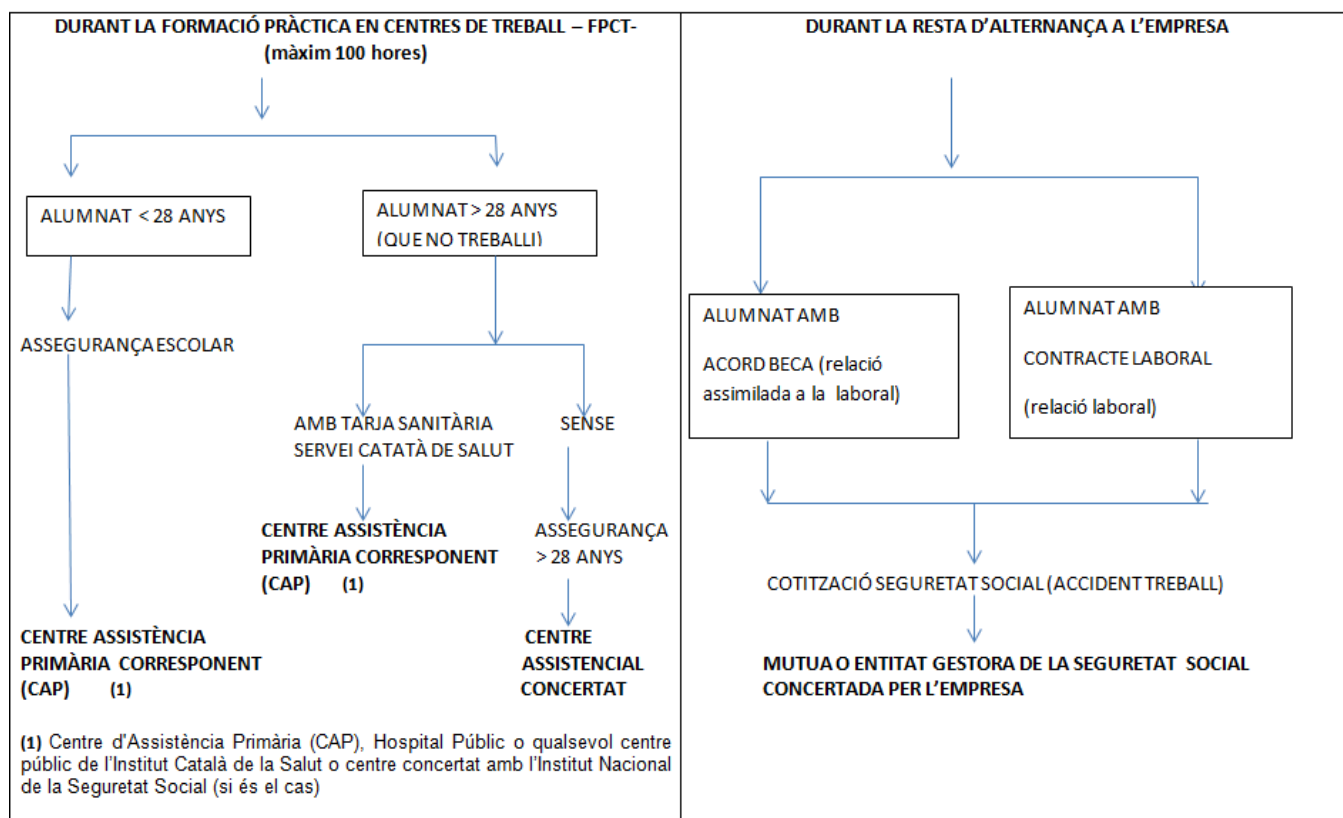 DURANT LA FORMACIÓ PRÀCTICA EN CENTRES DE TREBALL – FPCT-
(màxim 100 hores)
ALUMNAT < 28 ANYS
ALUMNAT > 28 ANYS
(QUE NO TREBALLI)
ASSEGURANÇA ESCOLAR
AMB TARJA SANITÀRIA
SERVEI CATATÀ DE SALUT
SENSE
CENTRE ASSISTÈNCIA
PRIMÀRIA CORRESPONENT
(CAP) (1)
ASSEGURANÇA
> 28 ANYS
CENTRE ASSISTÈNCIA
PRIMÀRIA CORRESPONENT
(CAP) (1)
CENTRE
ASSISTENCIAL
CONCERTAT
(1) Centre d'Assistència Primària (CAP), Hospital Públic o qualsevol centre
públic de l’Institut Català de la Salut o centre concertat amb l’Institut Nacional
de la Seguretat Social (si és el cas)
DURANT LA RESTA D’ALTERNANÇA A L’EMPRESA
ALUMNAT AMB
ACORD BECA (relació
assimilada a la laboral)
ALUMNAT AMB
CONTRACTE LABORAL
(relació laboral)
COTITZACIÓ SEGURETAT SOCIAL (ACCIDENT TREBALL)
MUTUA O ENTITAT GESTORA DE LA SEGURETAT SOCIAL
CONCERTADA PER L’EMPRESA